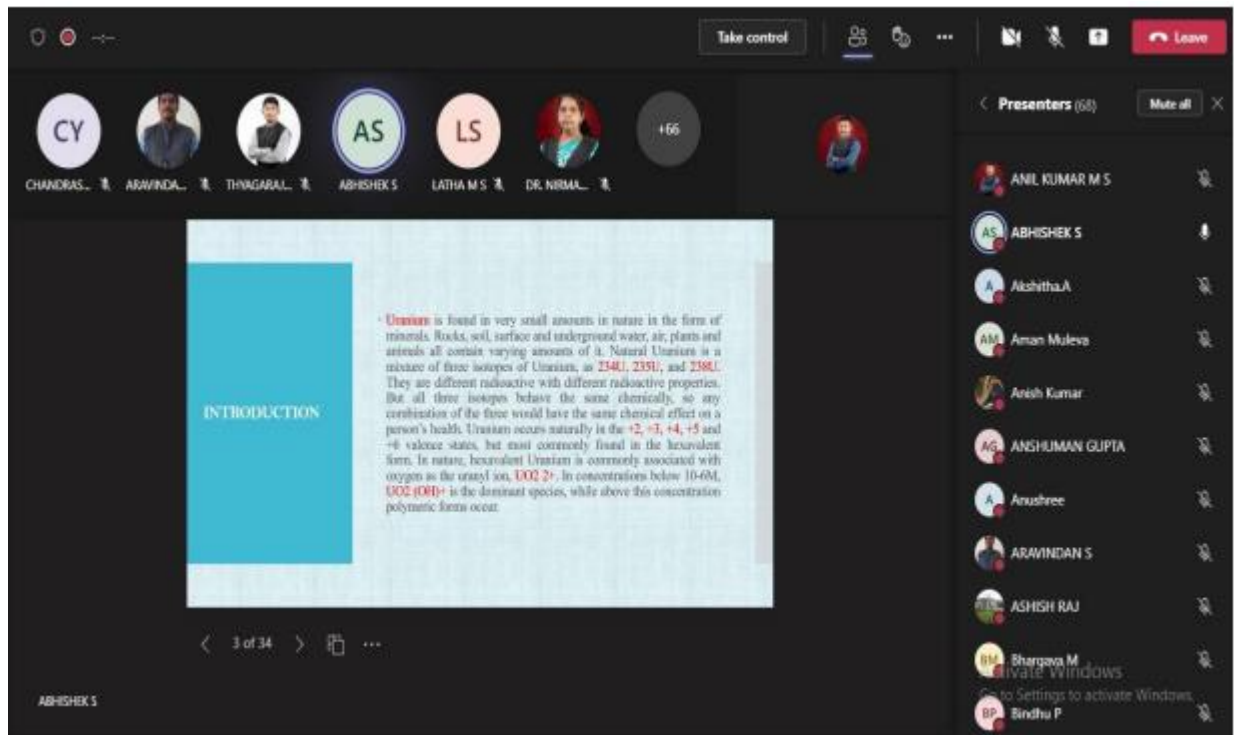 Take control
Leave
CY
AS
LS
+66
CHANDRAS...
ARAVINDA...
THYAGARAJ...
ABHISHEK S
LATHA M S
DR. NIRMA...
Presenters (68)
Mute all
ANIL KUMAR M S
AS ABHISHEK S
A Akshitha.A
AM Aman Muleva
Anish Kumar
AG ANSHUMAN GUPTA
A Anushree
ARAVINDAN S
ASHISH RAJ
BM Bhargava M
BP Bindhu P
INTRODUCTION
• Uranium is found in very small amounts in nature in the form of
minerals. Rocks, soil, surface and underground water, air, plants and
animals all contain varying amounts of it. Natural Uranium is a
mixture of three isotopes of Uranium, as 234U, 235U, and 238U.
They are different radioactive with different radioactive properties.
But all three isotopes behave the same chemically, so any
combination of the three would have the same chemical effect on a
person's health. Uranium occurs naturally in the +2, +3, +4, +5 and
+6 valence states, but most commonly found in the hexavalent
form. In nature, hexavalent Uranium is commonly associated with
oxygen as the uranyl ion, UO2 2+. In concentrations below 10-6M,
UO2 (OH)+ is the dominant species, while above this concentration
polymeric forms occur.
3 of 34
ABHISHEK S
Activate Windows
Go to Settings to activate Windows.